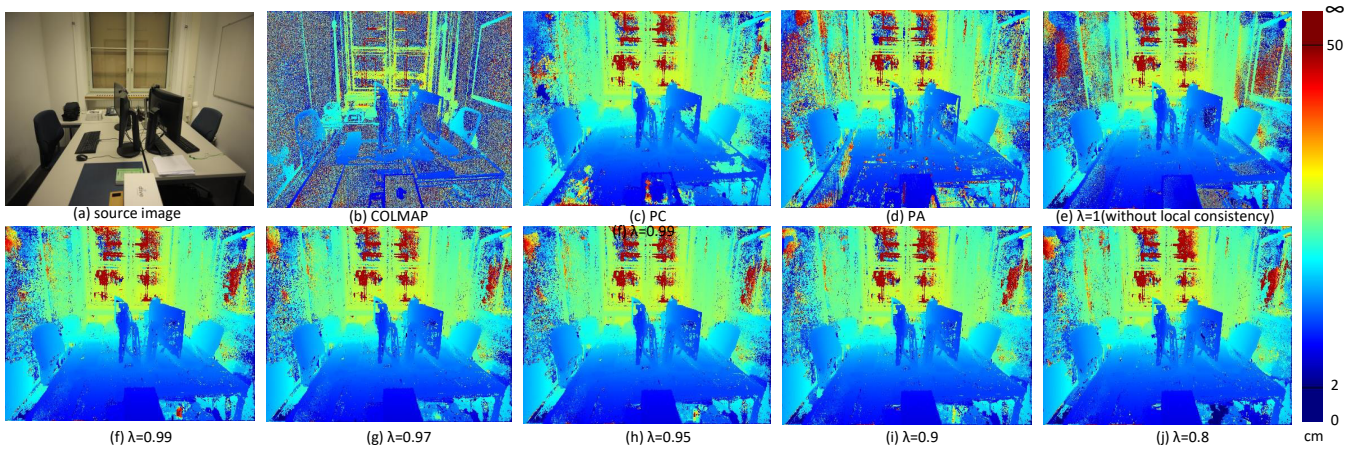 ∞
50
(a) source image
(b) COLMAP
(c) PC
(d) PA
(e) λ=1(without local consistency)
(f) λ=0.99
2
0
(f) λ=0.99
(g) λ=0.97
(h) λ=0.95
(i) λ=0.9
(j) λ=0.8
cm